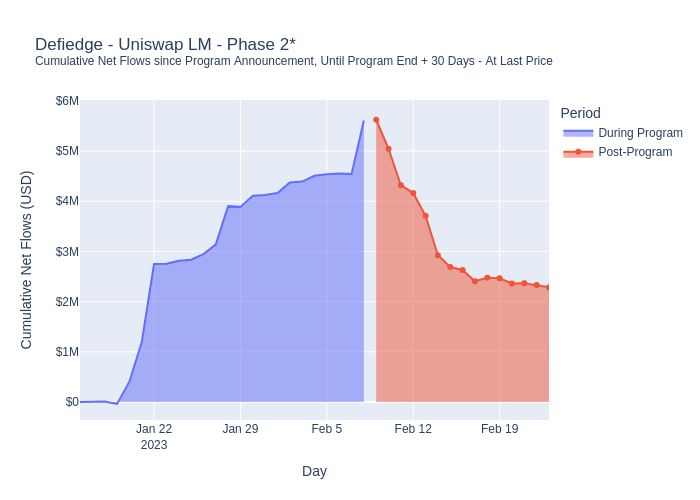 Defiedge - Uniswap LM - Phase 2*
Cumulative Net Flows since Program Announcement, Until Program End + 30 Days - At Last Price
Period
During Program
Post-Program
Cumulative Net Flows (USD)
$6M
$5M
$4M
$3M
$2M
$1M
$0
Jan 22
2023
Jan 29
Feb 5
Feb 12
Feb 19
Day